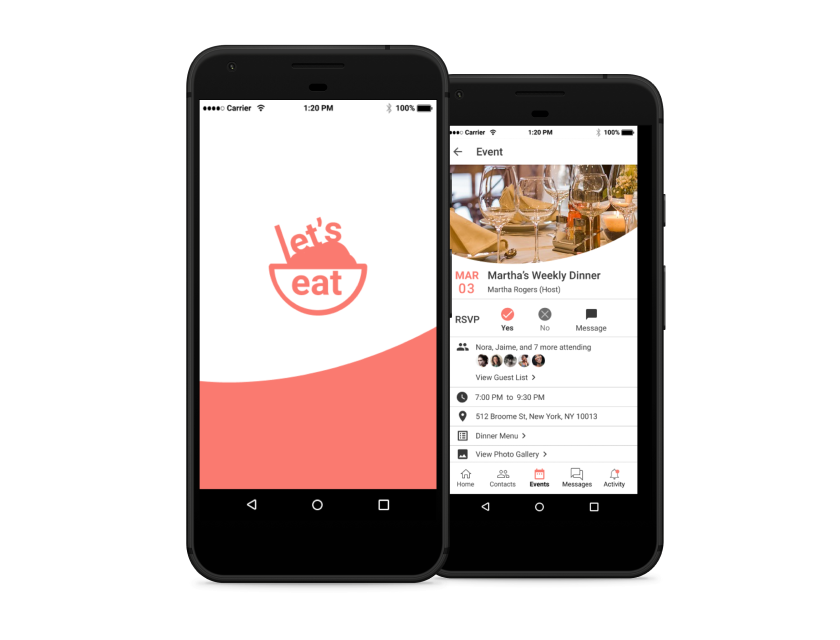 Carrier 1:20 PM 100%
let's
eat
Carrier 1:20 PM 100%
Event
MAR
03
Martha's Weekly Dinner
Martha Rogers (Host)
RSVP
Yes
No
Message
Nora, Jaime, and 7 more attending
View Guest List >
7:00 PM to 9:30 PM
512 Broome St, New York, NY 10013
Dinner Menu >
View Photo Gallery >
Home Contacts Events Messages Activity